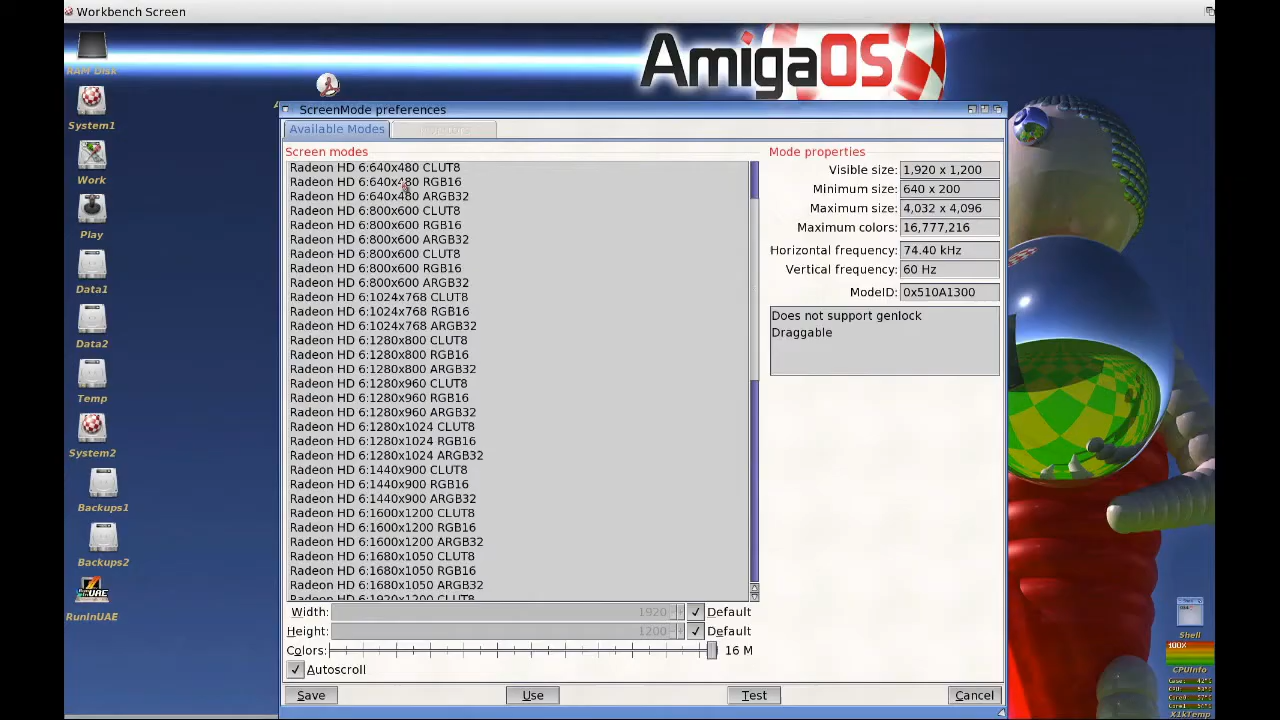 Workbench Screen
AmigaOS
RAM Disk
System1
Work
Play
Data1
Data2
Temp
System2
Backups1
Backups2
RunInUAE
ScreenMode preferences
Available Modes
Screen modes
Radeon HD 6:640x480 CLUT8
Radeon HD 6:640x480 RGB16
Radeon HD 6:640x480 ARGB32
Radeon HD 6:800x600 CLUT8
Radeon HD 6:800x600 RGB16
Radeon HD 6:800x600 ARGB32
Radeon HD 6:800x600 CLUT8
Radeon HD 6:800x600 RGB16
Radeon HD 6:800x600 ARGB32
Radeon HD 6:1024x768 CLUT8
Radeon HD 6:1024x768 RGB16
Radeon HD 6:1024x768 ARGB32
Radeon HD 6:1280x800 CLUT8
Radeon HD 6:1280x800 RGB16
Radeon HD 6:1280x800 ARGB32
Radeon HD 6:1280x960 CLUT8
Radeon HD 6:1280x960 RGB16
Radeon HD 6:1280x960 ARGB32
Radeon HD 6:1280x1024 CLUT8
Radeon HD 6:1280x1024 RGB16
Radeon HD 6:1280x1024 ARGB32
Radeon HD 6:1440x900 CLUT8
Radeon HD 6:1440x900 RGB16
Radeon HD 6:1440x900 ARGB32
Radeon HD 6:1600x1200 CLUT8
Radeon HD 6:1600x1200 RGB16
Radeon HD 6:1600x1200 ARGB32
Radeon HD 6:1680x1050 CLUT8
Radeon HD 6:1680x1050 RGB16
Radeon HD 6:1680x1050 ARGB32
Radeon HD 6:1920x1200 CLUT8
Width: 1920 Default
Height: 1200 Default
Colors: 16 M
Autoscroll
Save Use Test Cancel
Mode properties
Visible size: 1,920 x 1,200
Minimum size: 640 x 200
Maximum size: 4,032 x 4,096
Maximum colors: 16,777,216
Horizontal frequency: 74.40 kHz
Vertical frequency: 60 Hz
ModeID: 0x510A1300
Does not support genlock
Draggable
Shell
100%
CPUInfo
X1kTemp